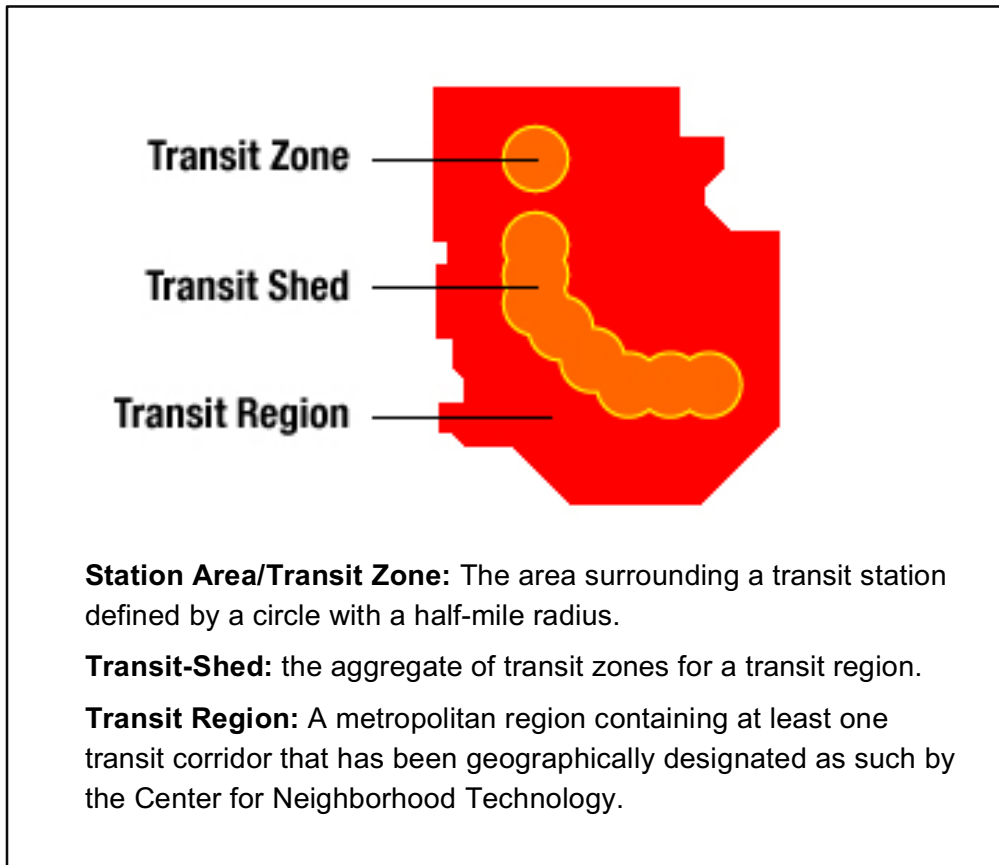 Transit Zone
Transit Shed
Transit Region
Station Area/Transit Zone: The area surrounding a transit station
defined by a circle with a half-mile radius.
Transit-Shed: the aggregate of transit zones for a transit region.
Transit Region: A metropolitan region containing at least one
transit corridor that has been geographically designated as such by
the Center for Neighborhood Technology.